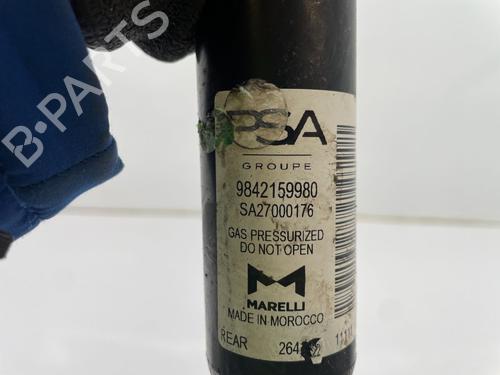 B-PARTS
PSA
GROUPE
9842159980
SA27000176
GAS PRESSURIZED
DO NOT OPEN
MARELLI
MADE IN MOROCCO
REAR